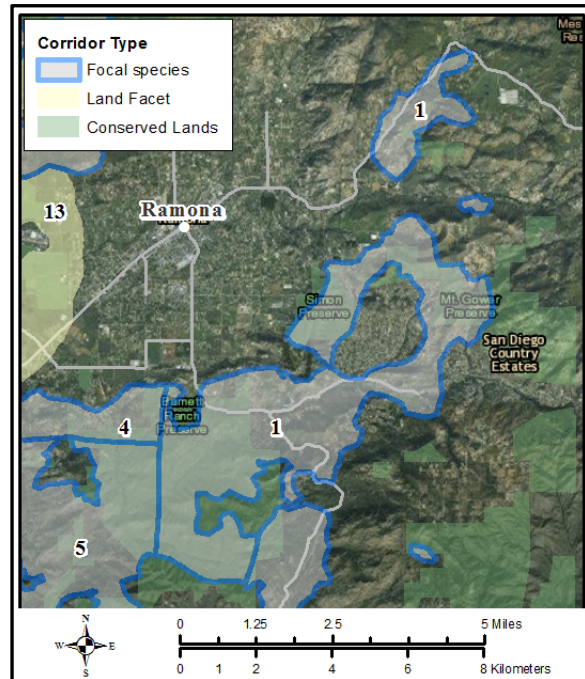 Corridor Type
Focal species
Land Facet
Conserved Lands
Mes
Res
1
13
Ramona
Simon
Preserve
Mt. Gower
Preserve
San Diego
Country
Estates
Barnett
Ranch
Preserve
4
1
5
N
W
E
S
0 1.25 2.5 5 Miles
0 1 2 4 6 8 Kilometers